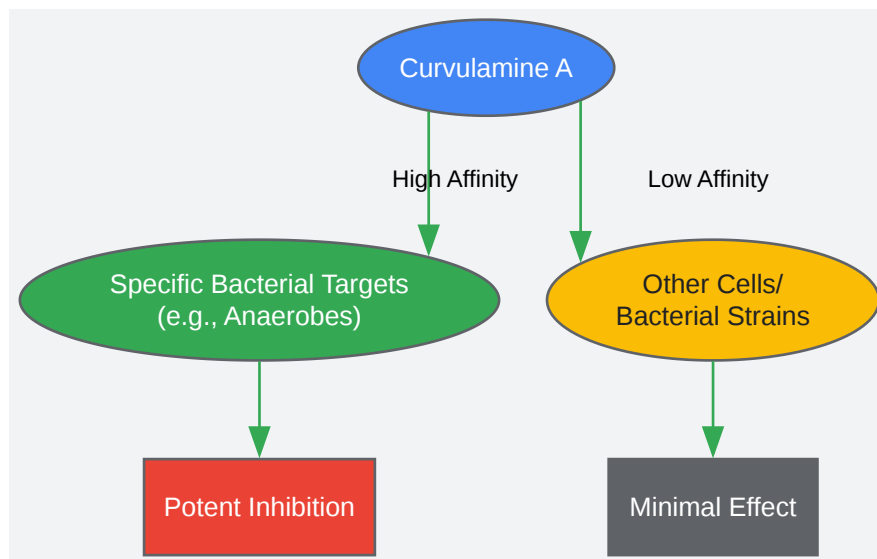 Curvulamine A
High Affinity
Low Affinity
Specific Bacterial Targets
(e.g., Anaerobes)
Other Cells/
Bacterial Strains
Potent Inhibition
Minimal Effect